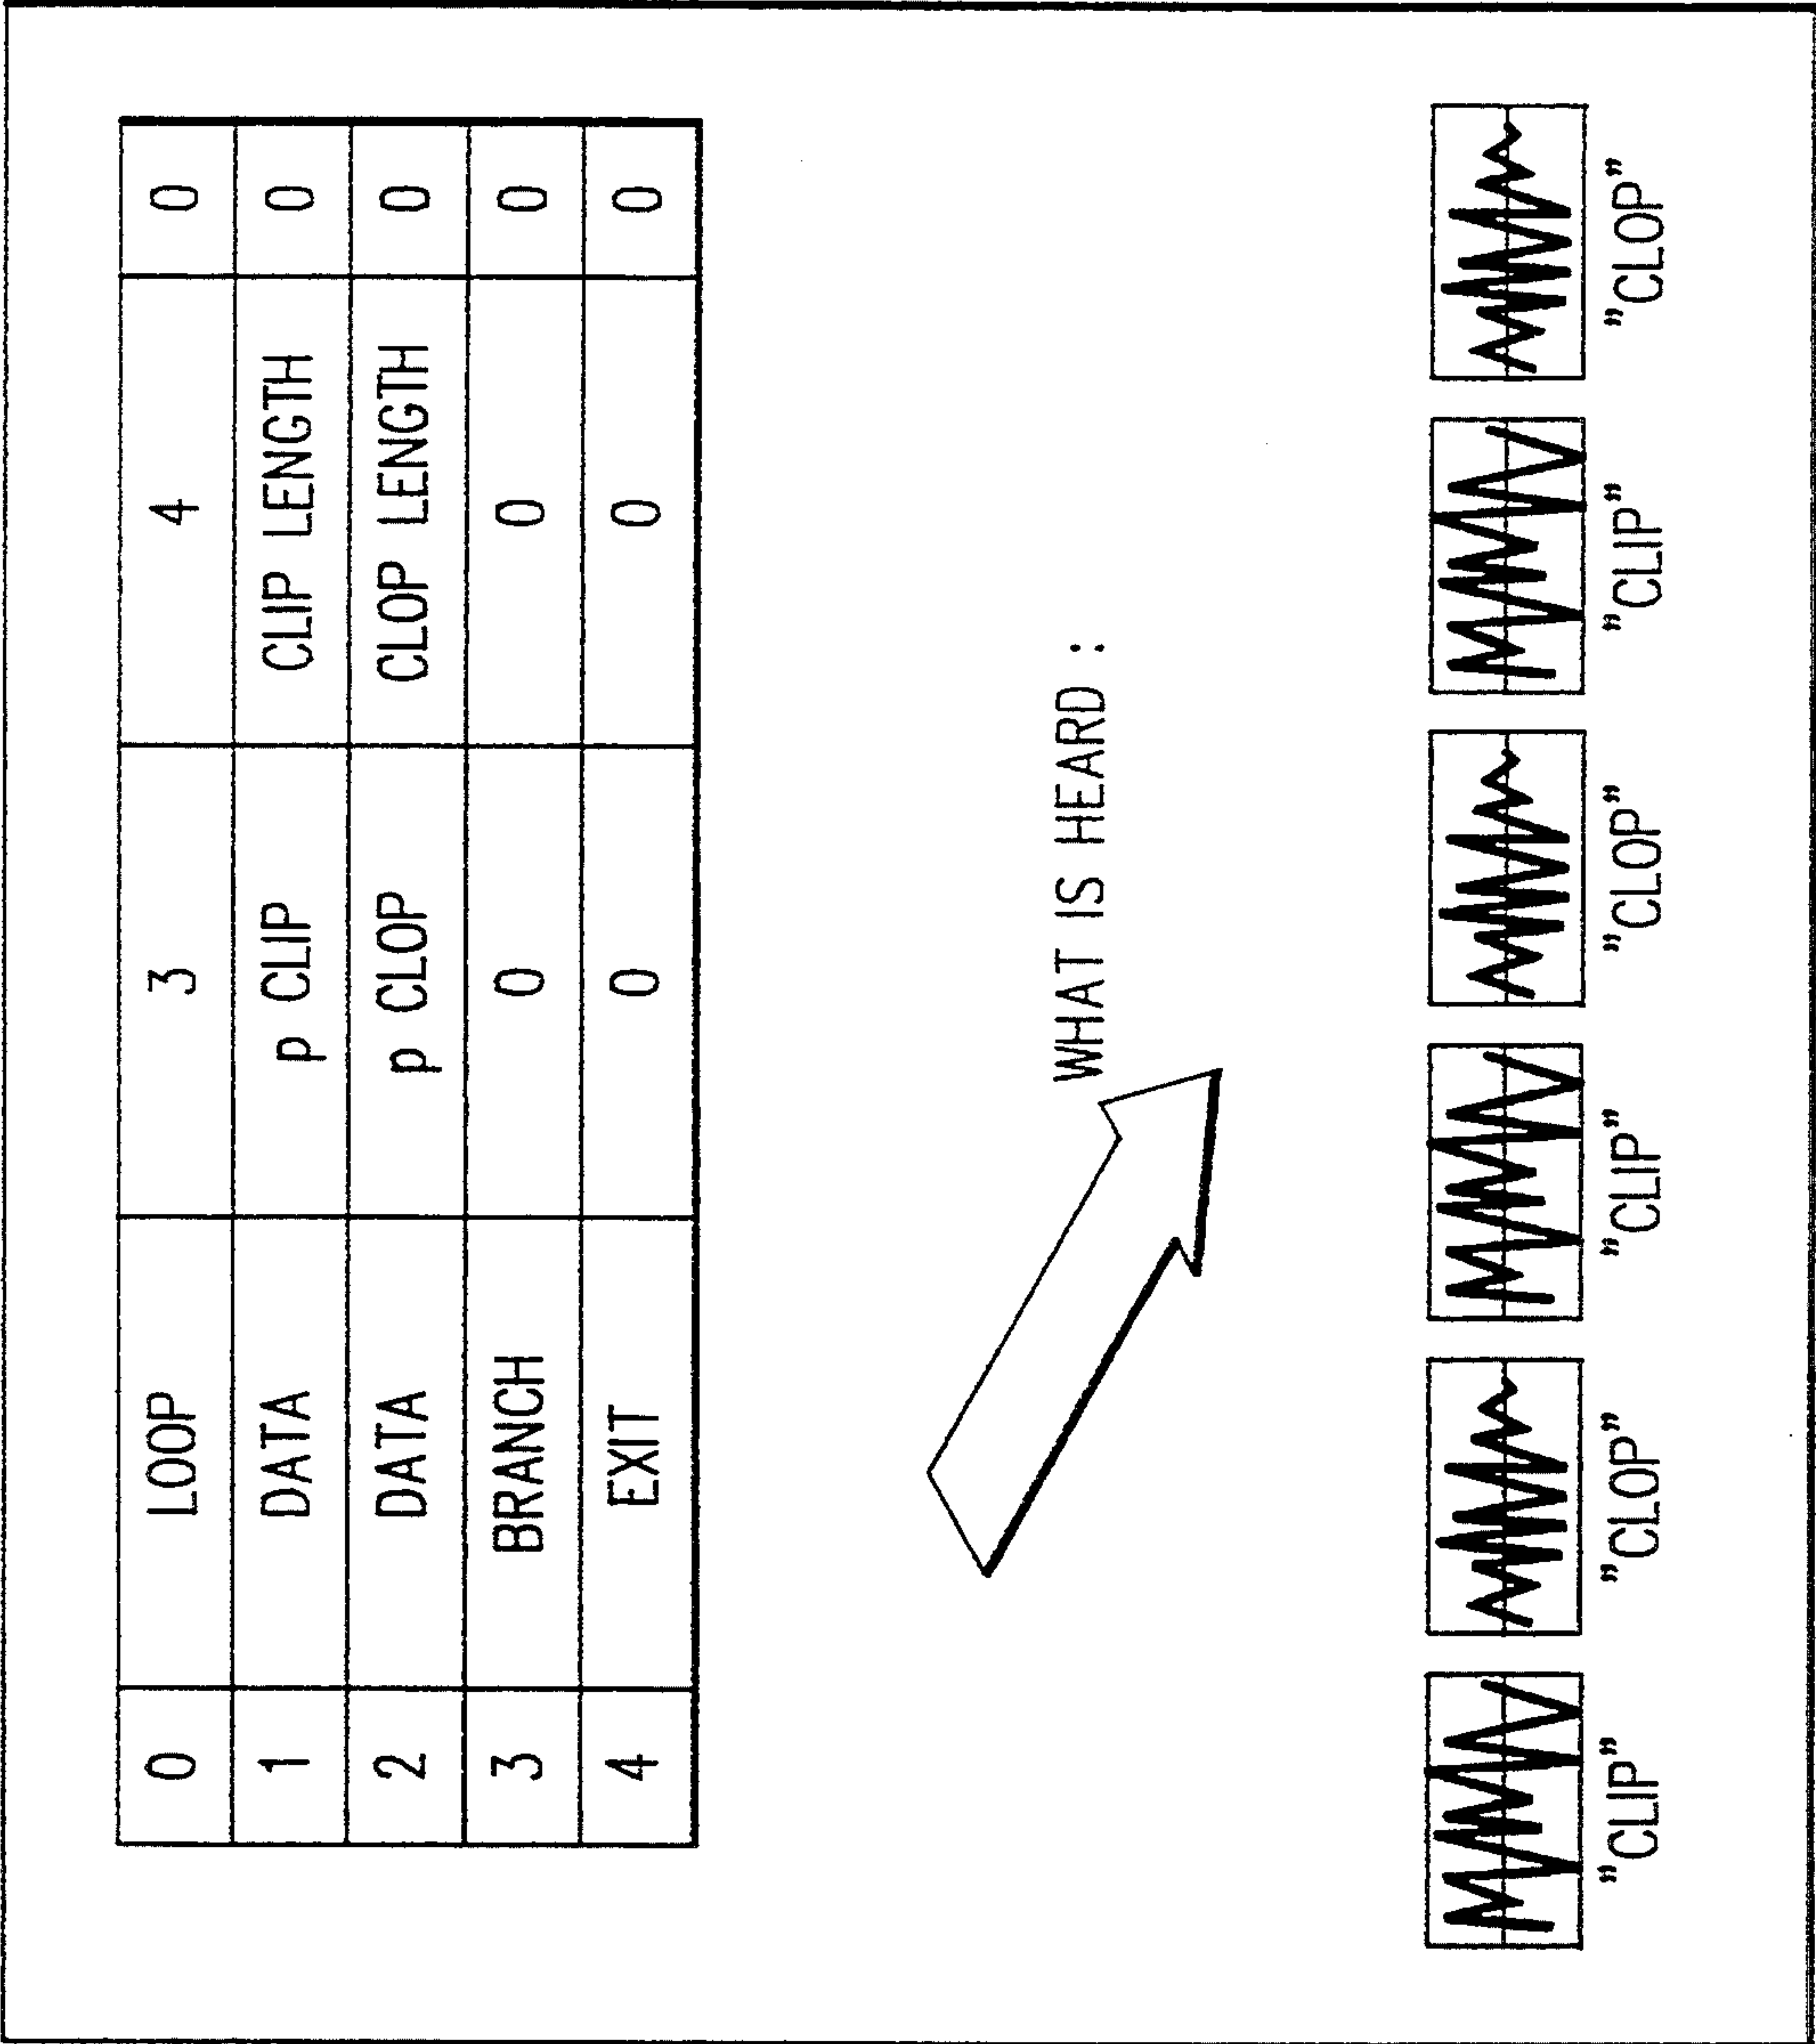 0 LOOP 3 4 0
1 DATA p CLIP CLIP LENGTH 0
2 DATA p CLOP CLOP LENGTH 0
3 BRANCH 0 0 0
4 EXIT 0 0 0
WHAT IS HEARD :
"CLIP" "CLOP" "CLIP" "CLOP" "CLIP" "CLOP"